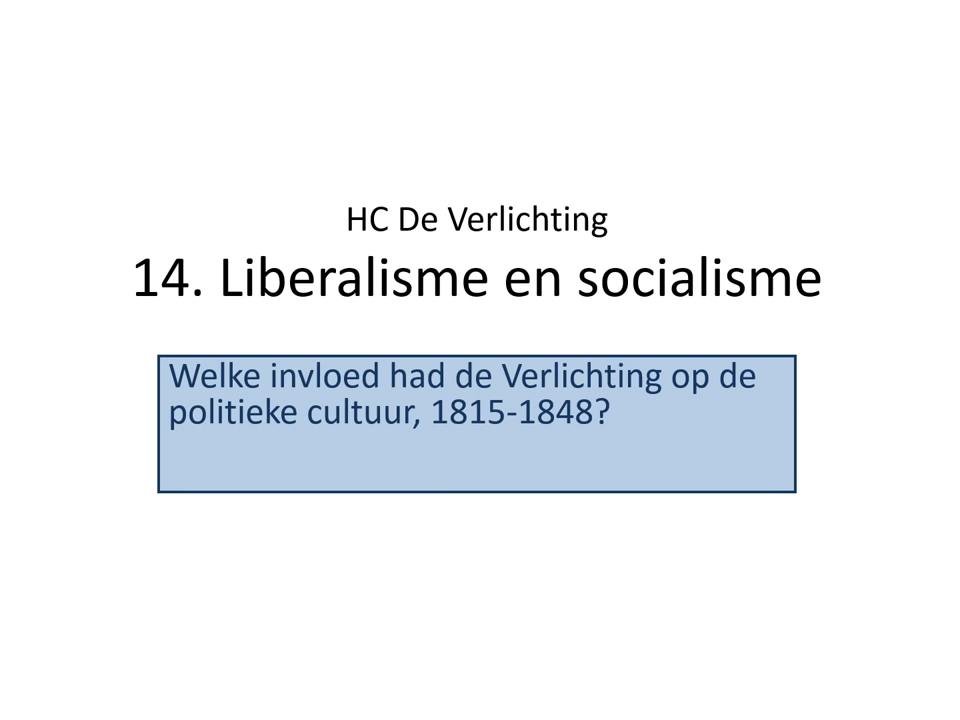 HC De Verlichting
14. Liberalisme en socialisme
Welke invloed had de Verlichting op de
politieke cultuur, 1815-1848?